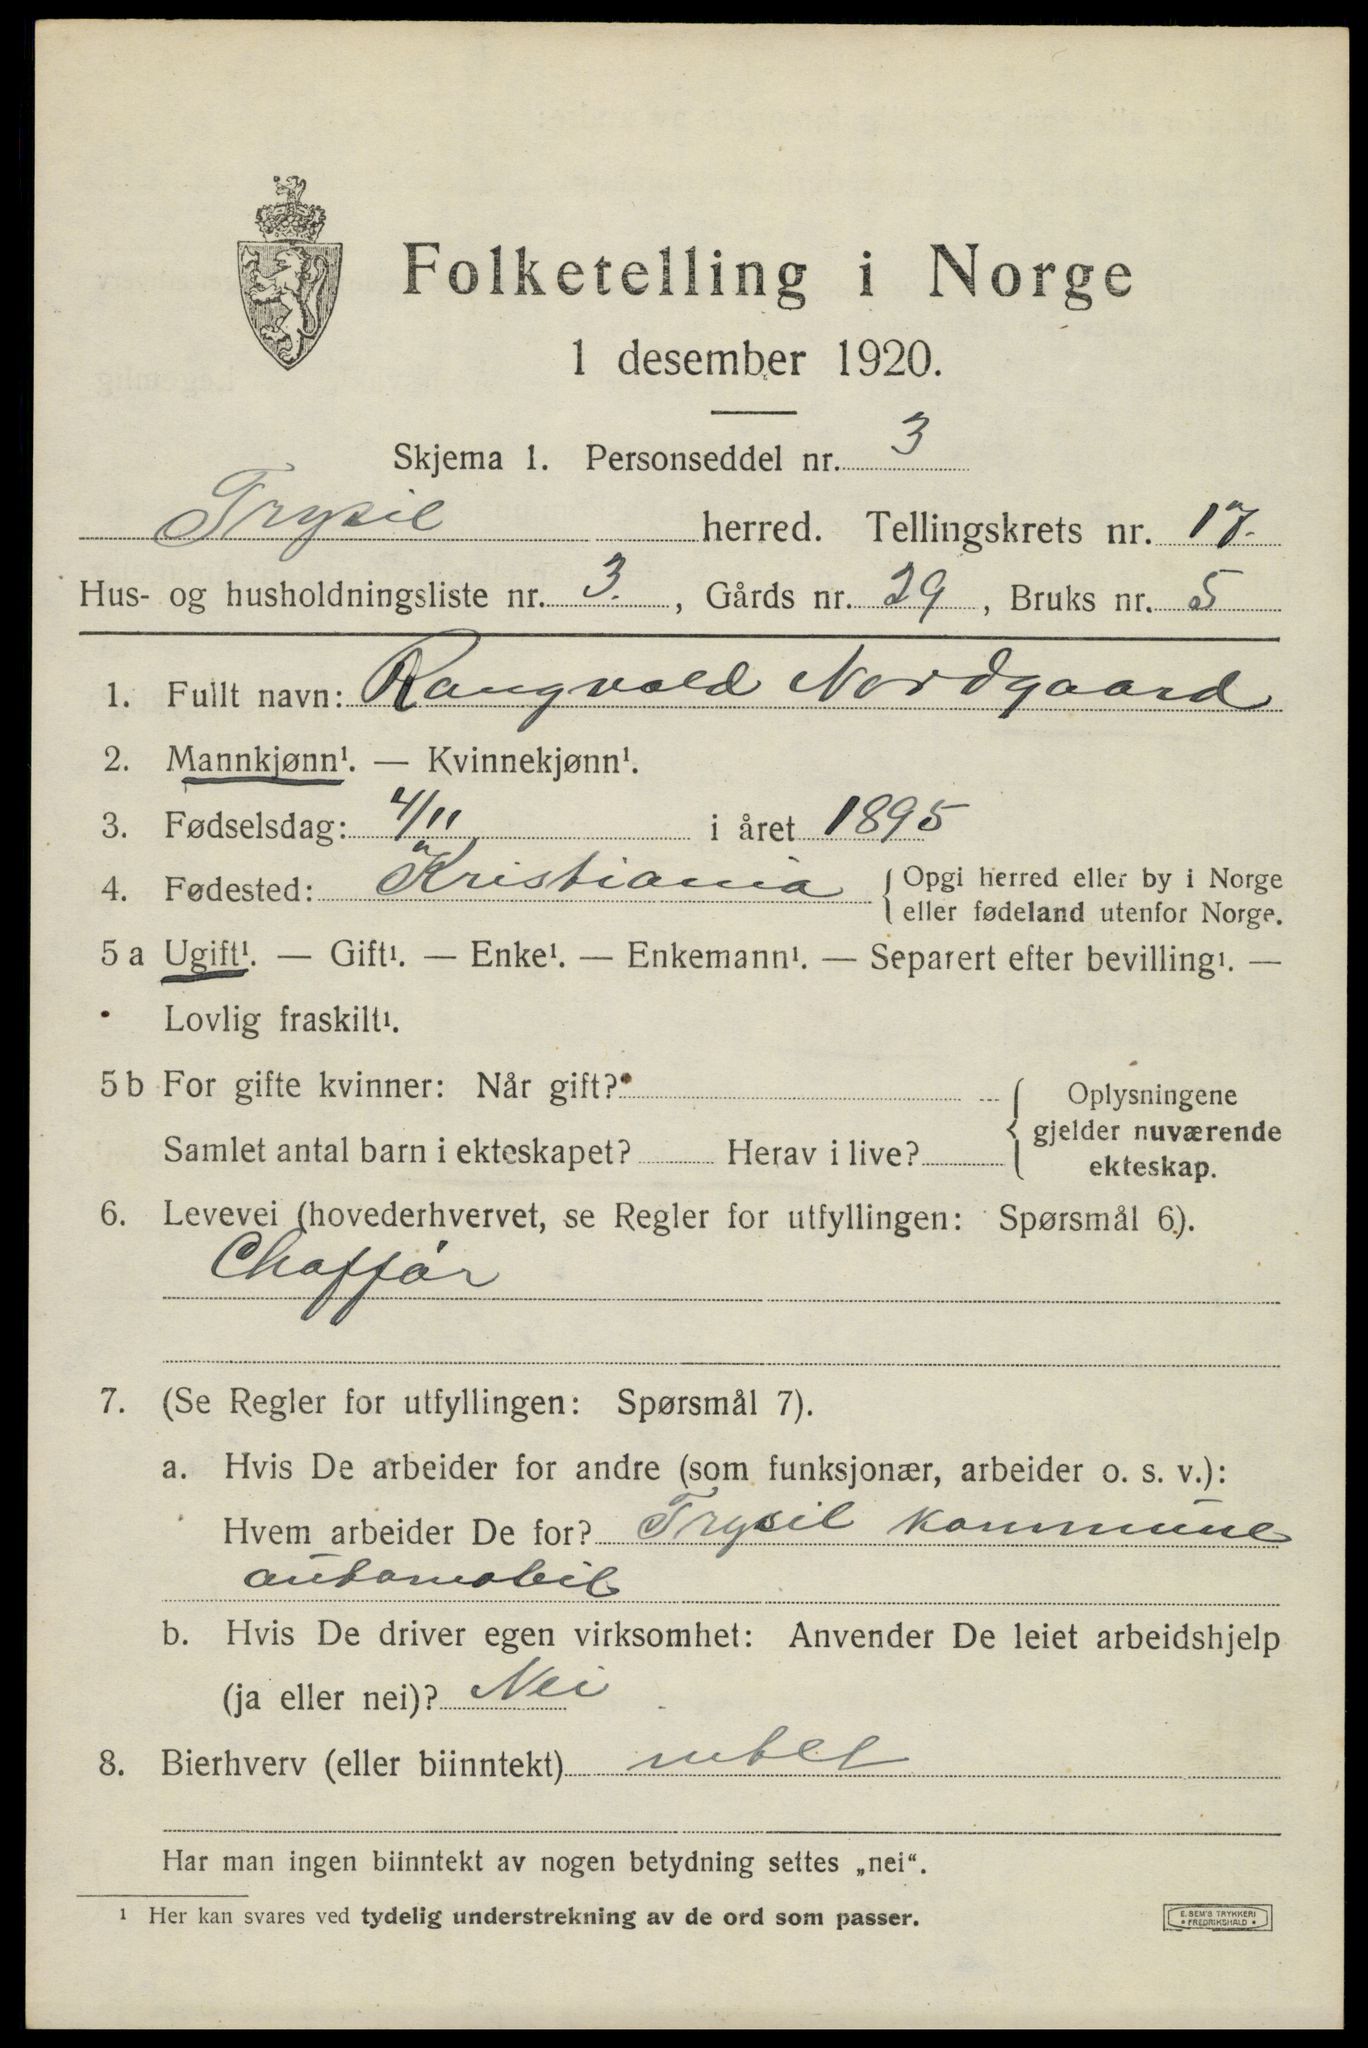 Folketelling i Norge
1 desember 1920.
Skjema 1. Personseddel nr. 3
Trysil herred. Tellingskrets nr. 17.
Hus- og husholdningsliste nr. 3. , Gårds nr. 29 , Bruks nr. 5
1. Fullt navn: Rangvald Nordgaard
2. Mannkjønn¹. — Kvinnekjønn¹.
3. Fødselsdag: 4/11 i året 1895
4. Fødested: Kristiania { Opgi herred eller by i Norge
eller fødeland utenfor Norge.
5 a Ugift¹. — Gift¹. — Enke¹. — Enkemann¹. — Separert efter bevilling¹. —
Lovlig fraskilt¹.
5 b For gifte kvinner: Når gift?
Samlet antal barn i ekteskapet? Herav i live?
{ Oplysningene
gjelder nuværende
ekteskap.
6. Levevei (hovederhvervet, se Regler for utfyllingen: Spørsmål 6).
Chaffør
7. (Se Regler for utfyllingen: Spørsmål 7).
a. Hvis De arbeider for andre (som funksjonær, arbeider o. s. v.):
Hvem arbeider De for? Trysil kommune
automobil
b. Hvis De driver egen virksomhet: Anvender De leiet arbeidshjelp
(ja eller nei)? Nei
8. Bierhverv (eller biinntekt)
Har man ingen biinntekt av nogen betydning settes „nei“.
¹ Her kan svares ved tydelig understrekning av de ord som passer.
E. SEM'S TRYKKERI
• FREDRIKSHALD •